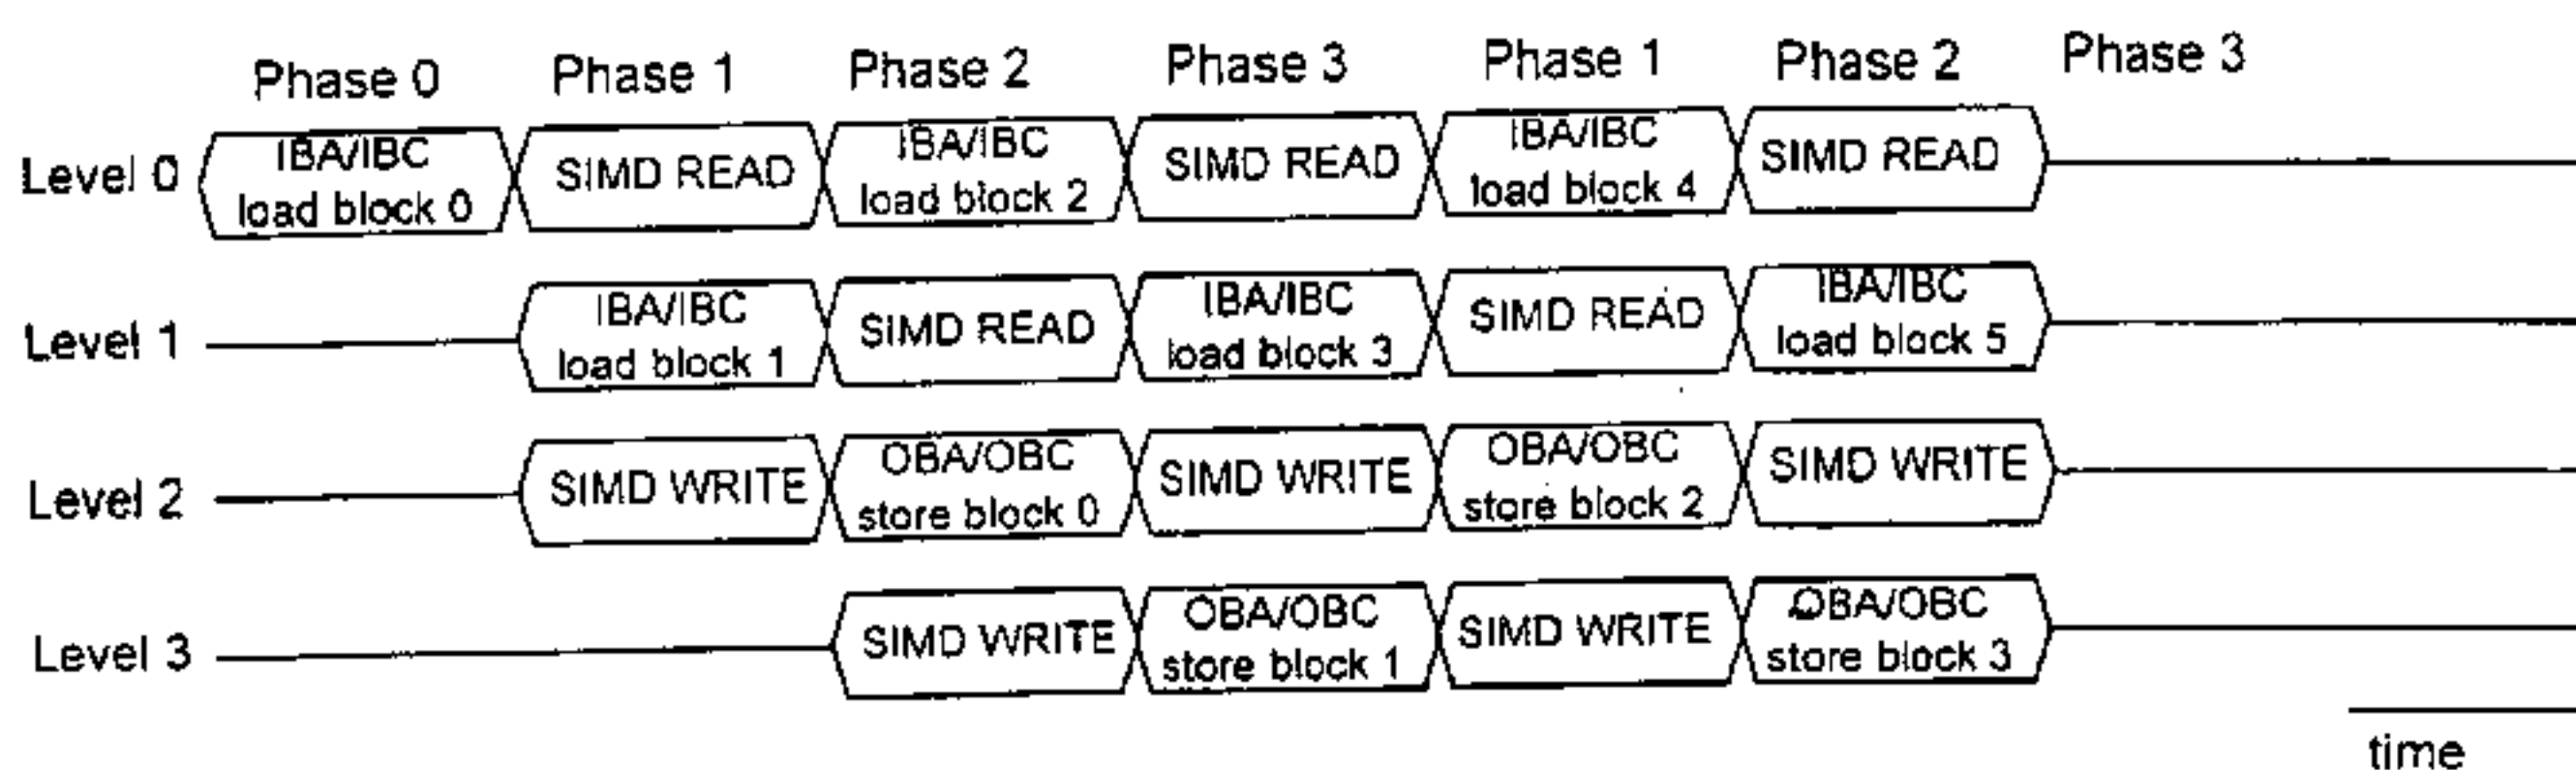 Phase 0 Phase 1 Phase 2 Phase 3 Phase 1 Phase 2 Phase 3
Level 0
IBA/IBC
load block 0
SIMD READ
IBA/IBC
load block 2
SIMD READ
IBA/IBC
load block 4
SIMD READ
Level 1
IBA/IBC
load block 1
SIMD READ
IBA/IBC
load block 3
SIMD READ
IBA/IBC
load block 5
Level 2
SIMD WRITE
OBA/OBC
store block 0
SIMD WRITE
OBA/OBC
store block 2
SIMD WRITE
Level 3
SIMD WRITE
OBA/OBC
store block 1
SIMD WRITE
OBA/OBC
store block 3
time